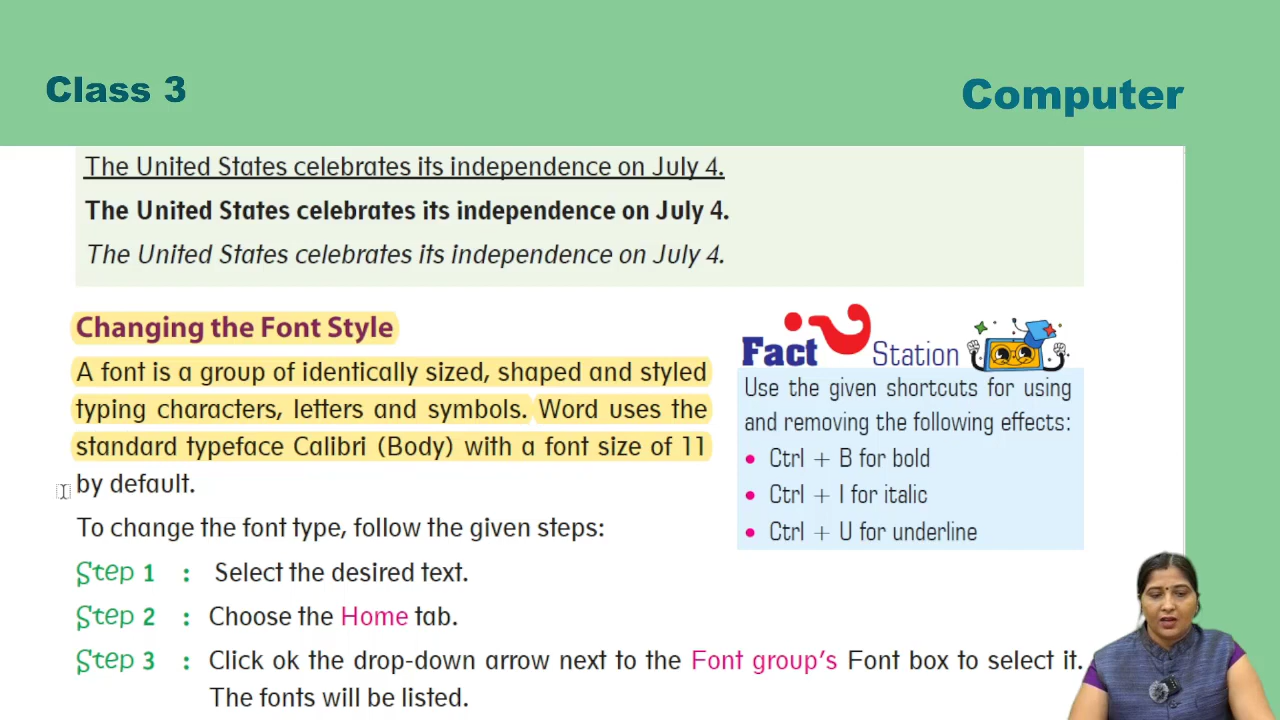 Class 3
Computer
The United States celebrates its independence on July 4.
The United States celebrates its independence on July 4.
The United States celebrates its independence on July 4.
Changing the Font Style
A font is a group of identically sized, shaped and styled
typing characters, letters and symbols. Word uses the
standard typeface Calibri (Body) with a font size of 11
by default.
To change the font type, follow the given steps:
Step 1 : Select the desired text.
Step 2 : Choose the Home tab.
Step 3 : Click ok the drop-down arrow next to the Font group's Font box to select it.
The fonts will be listed.
Fact Station
Use the given shortcuts for using
and removing the following effects:
• Ctrl + B for bold
• Ctrl + I for italic
• Ctrl + U for underline